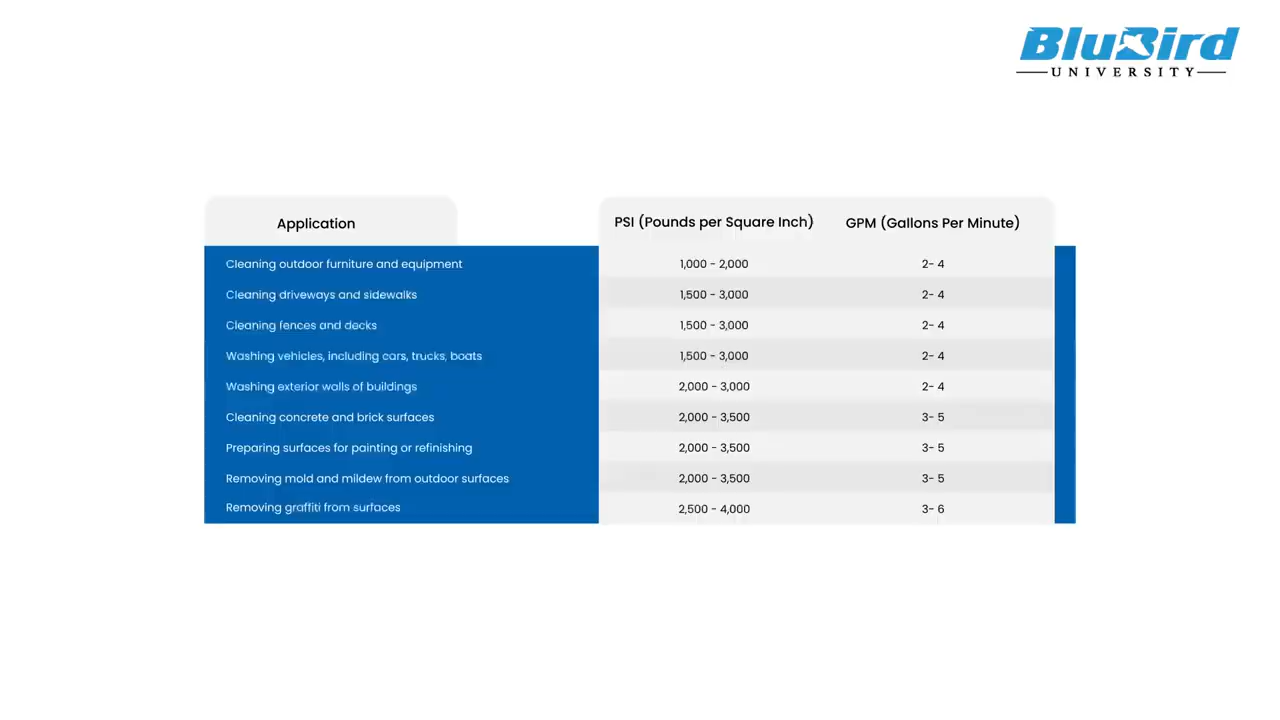 BluBird
UNIVERSITY
Application PSI (Pounds per Square Inch) GPM (Gallons Per Minute)
Cleaning outdoor furniture and equipment 1,000 - 2,000 2- 4
Cleaning driveways and sidewalks 1,500 - 3,000 2- 4
Cleaning fences and decks 1,500 - 3,000 2- 4
Washing vehicles, including cars, trucks, boats 1,500 - 3,000 2- 4
Washing exterior walls of buildings 2,000 - 3,000 2- 4
Cleaning concrete and brick surfaces 2,000 - 3,500 3- 5
Preparing surfaces for painting or refinishing 2,000 - 3,500 3- 5
Removing mold and mildew from outdoor surfaces 2,000 - 3,500 3- 5
Removing graffiti from surfaces 2,500 - 4,000 3- 6